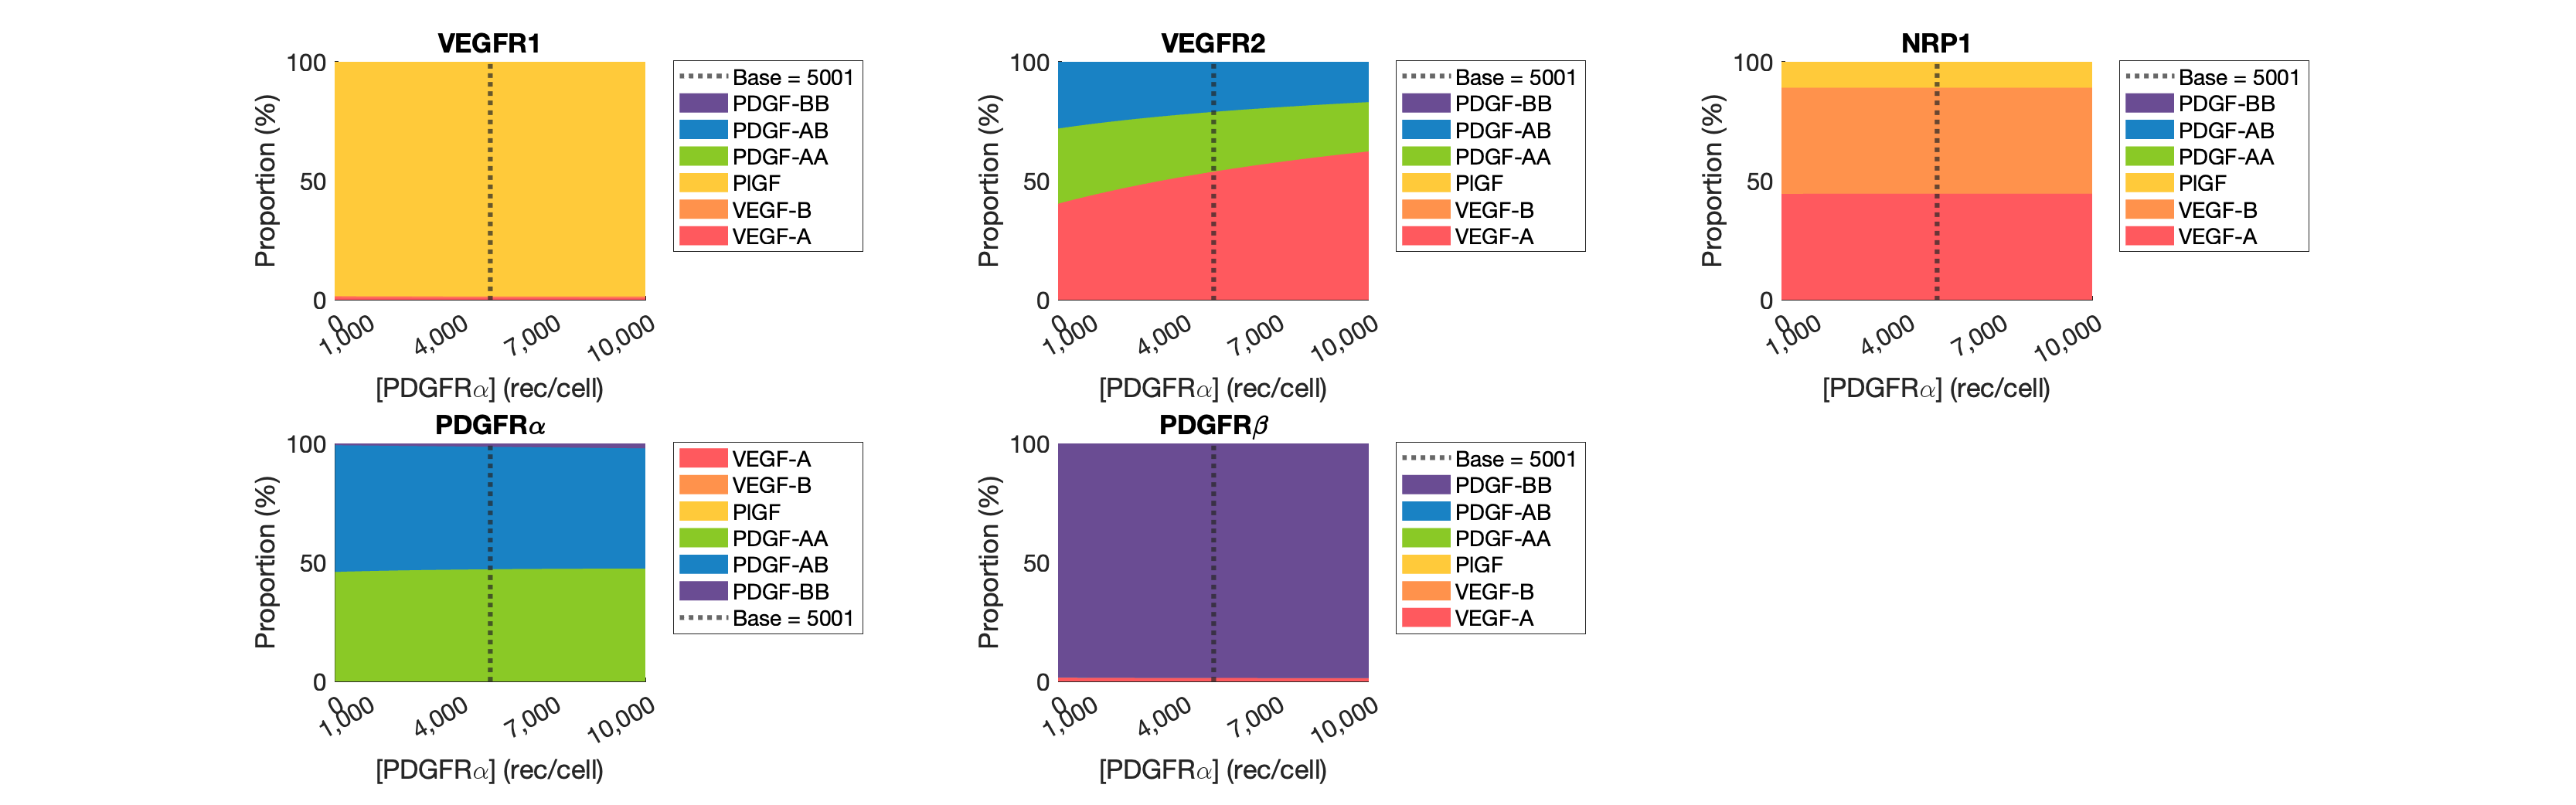 VEGFR1
100
50
0
Proportion (%)
0
1,000
4,000
7,000
10,000
[PDGFRα] (rec/cell)
Base = 5001
PDGF-BB
PDGF-AB
PDGF-AA
PlGF
VEGF-B
VEGF-A
VEGFR2
100
50
0
Proportion (%)
0
1,000
4,000
7,000
10,000
[PDGFRα] (rec/cell)
Base = 5001
PDGF-BB
PDGF-AB
PDGF-AA
PlGF
VEGF-B
VEGF-A
NRP1
100
50
0
Proportion (%)
0
1,000
4,000
7,000
10,000
[PDGFRα] (rec/cell)
Base = 5001
PDGF-BB
PDGF-AB
PDGF-AA
PlGF
VEGF-B
VEGF-A
PDGFRα
100
50
0
Proportion (%)
0
1,000
4,000
7,000
10,000
[PDGFRα] (rec/cell)
VEGF-A
VEGF-B
PlGF
PDGF-AA
PDGF-AB
PDGF-BB
Base = 5001
PDGFRβ
100
50
0
Proportion (%)
0
1,000
4,000
7,000
10,000
[PDGFRα] (rec/cell)
Base = 5001
PDGF-BB
PDGF-AB
PDGF-AA
PlGF
VEGF-B
VEGF-A